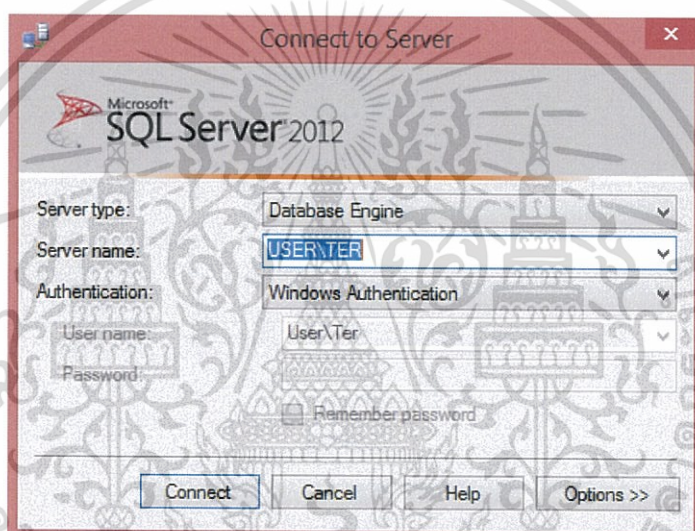 Connect to Server
Microsoft
SQL Server 2012
Server type: Database Engine
Server name: USER\TER
Authentication: Windows Authentication
User name: User\Ter
Password:
Remember password
Connect Cancel Help Options >>